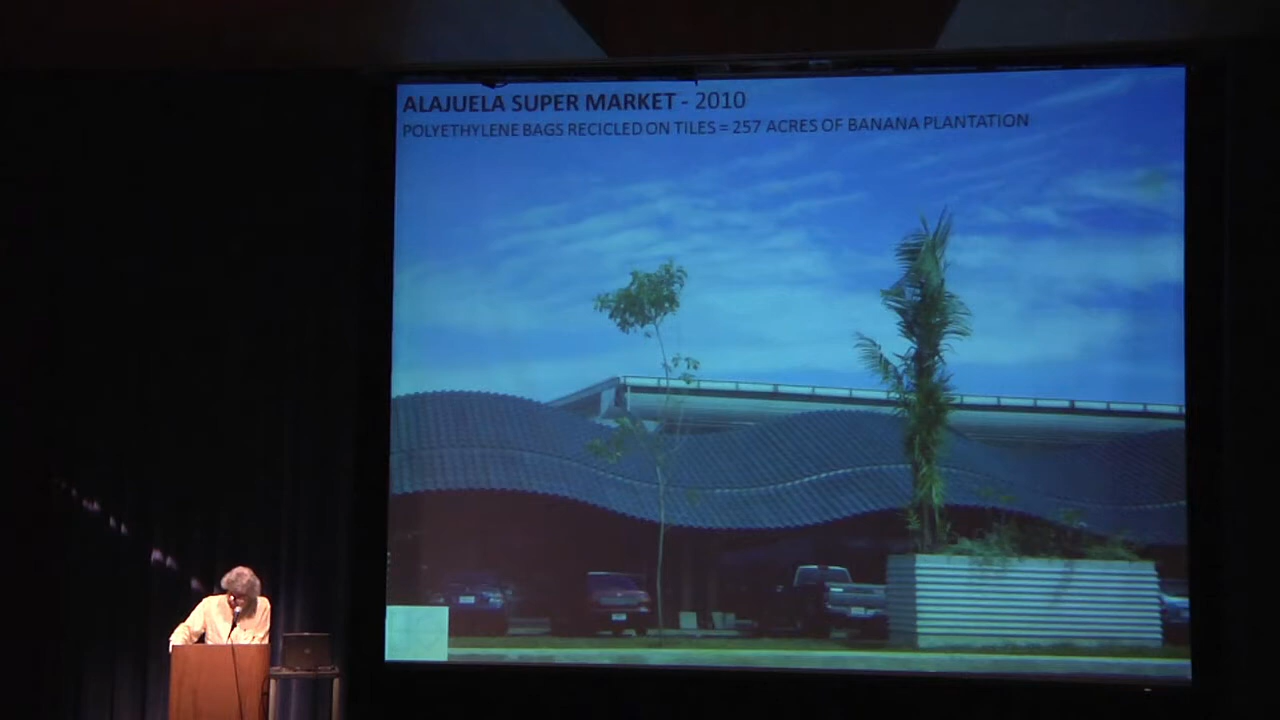 ALAJUELA SUPER MARKET - 2010
POLYETHYLENE BAGS RECICLED ON TILES = 257 ACRES OF BANANA PLANTATION